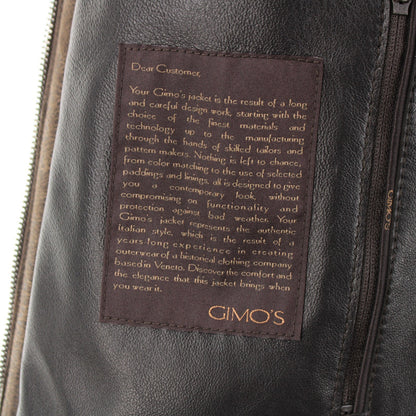 Dear Customer,
Your Gimo's jacket is the result of a long
and careful design work, starting with the
choice of the finest materials and
technology up to the manufacturing
through the hands of skilled tailors and
pattern makers. Nothing is left to chance;
from color matching to the use of selected
paddings and linings, all is designed to give
you a contemporary look, without
compromising on functionality and
protection against bad weather. Your
Gimo's jacket represents the authentic
Italian style, which is the result of a
years-long experience in creating
outerwear of a historical clothing company
based in Veneto. Discover the comfort and
the elegance that this jacket brings when
you wear it.
GIMO'S
GIMO'S